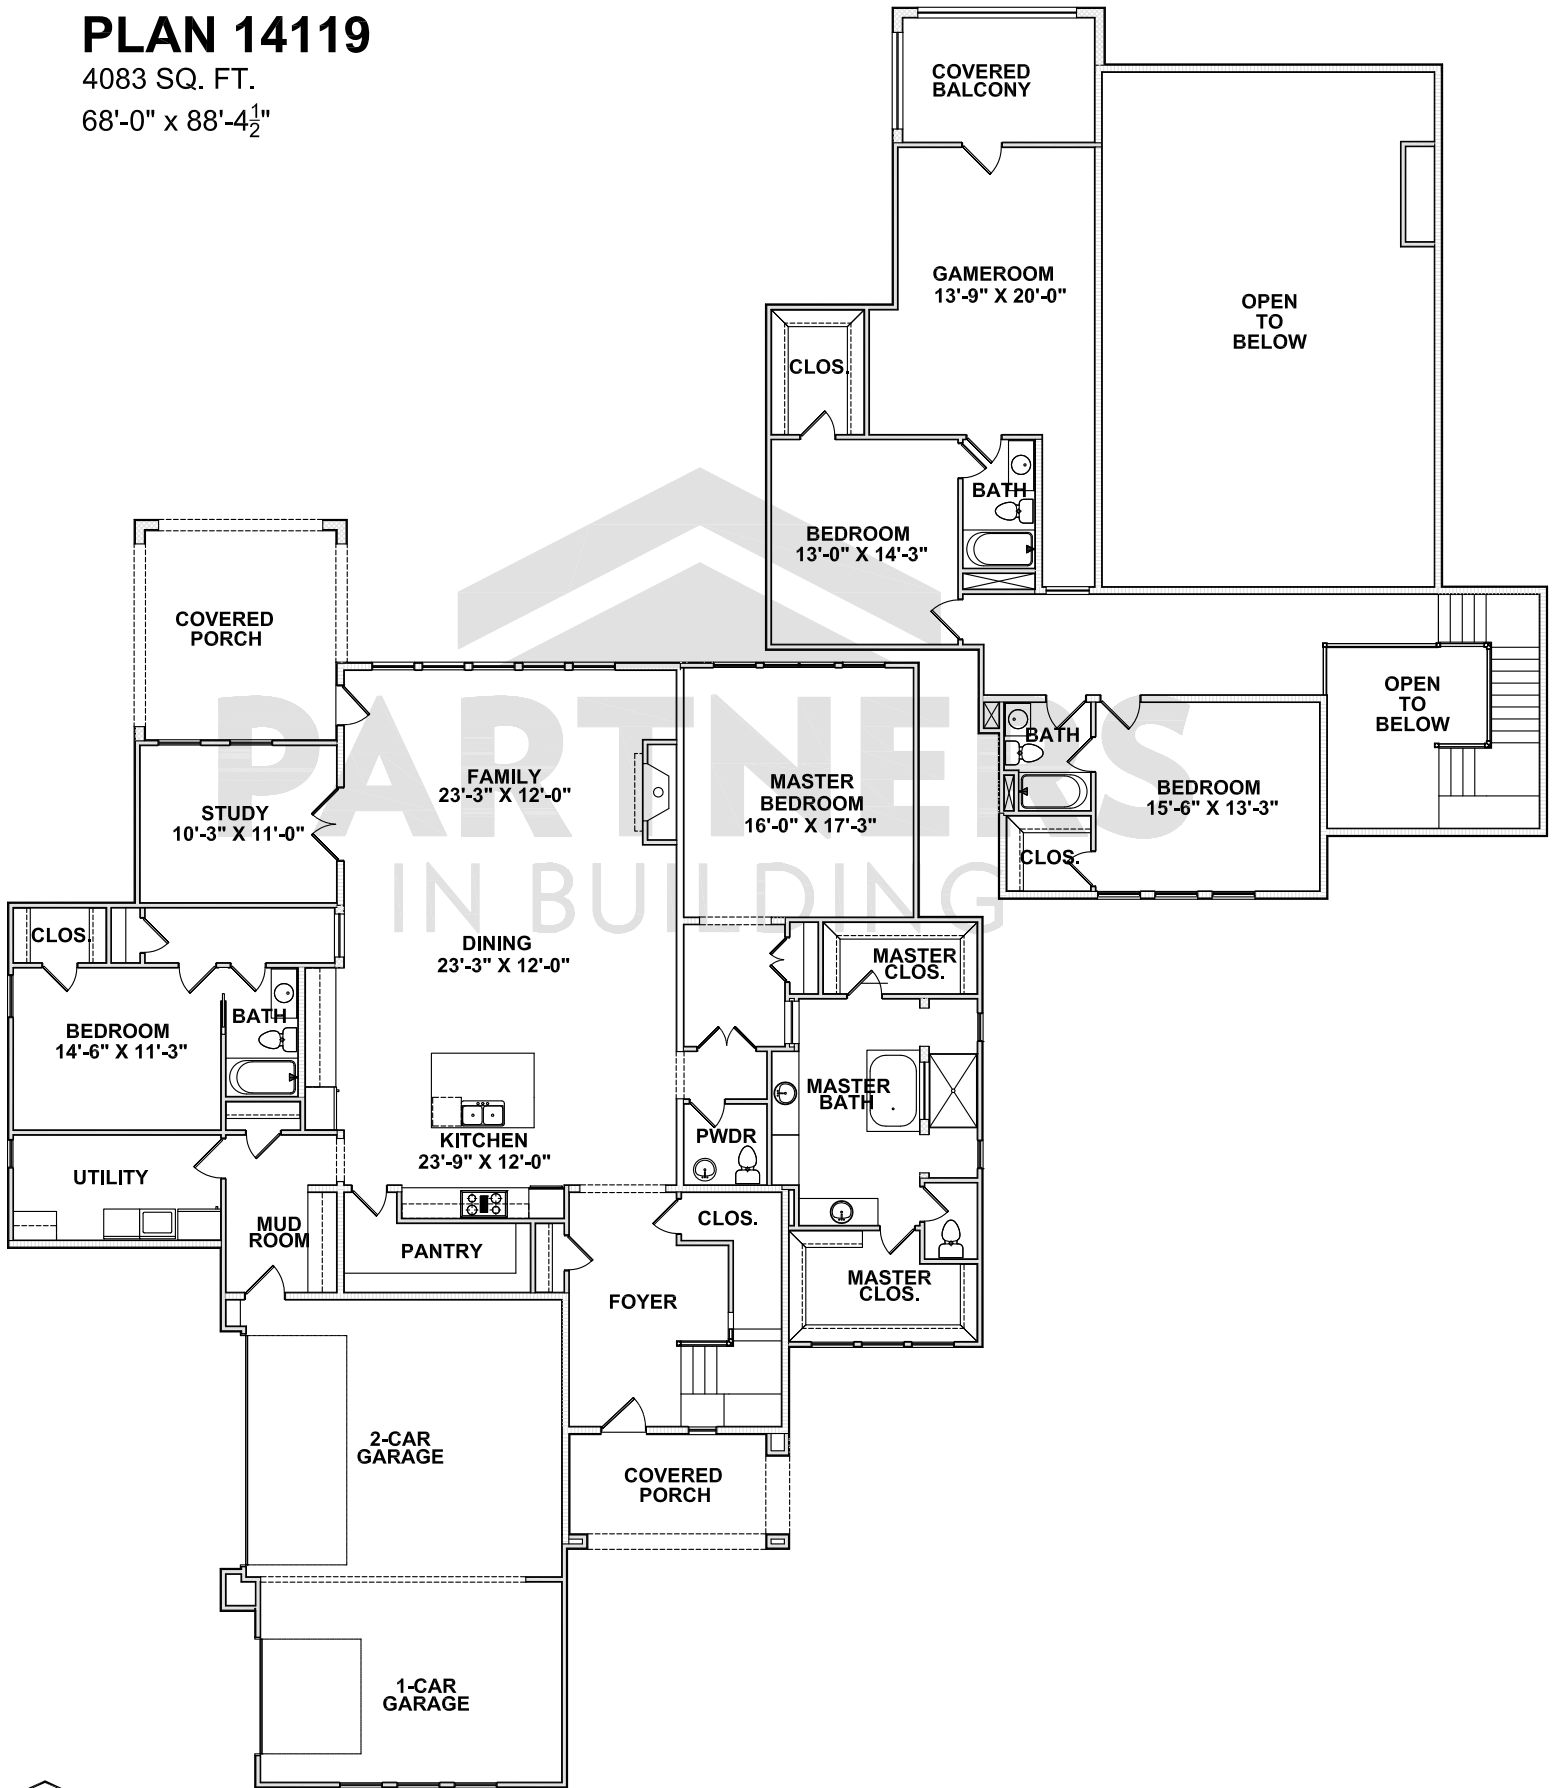 PLAN 14119
4083 SQ. FT.
68'-0" x 88'-4½"
COVERED
BALCONY
GAMEROOM
13'-9" X 20'-0"
OPEN
TO
BELOW
CLOS.
BATH
BEDROOM
13'-0" X 14'-3"
OPEN
TO
BELOW
BATH
BEDROOM
15'-6" X 13'-3"
CLOS.
COVERED
PORCH
FAMILY
23'-3" X 12'-0"
MASTER
BEDROOM
16'-0" X 17'-3"
STUDY
10'-3" X 11'-0"
PARTNERS
IN BUILDING
CLOS.
DINING
23'-3" X 12'-0"
MASTER
CLOS.
BATH
BEDROOM
14'-6" X 11'-3"
MASTER
BATH
KITCHEN
23'-9" X 12'-0"
PWDR
UTILITY
MUD
ROOM
PANTRY
CLOS.
FOYER
MASTER
CLOS.
2-CAR
GARAGE
COVERED
PORCH
1-CAR
GARAGE